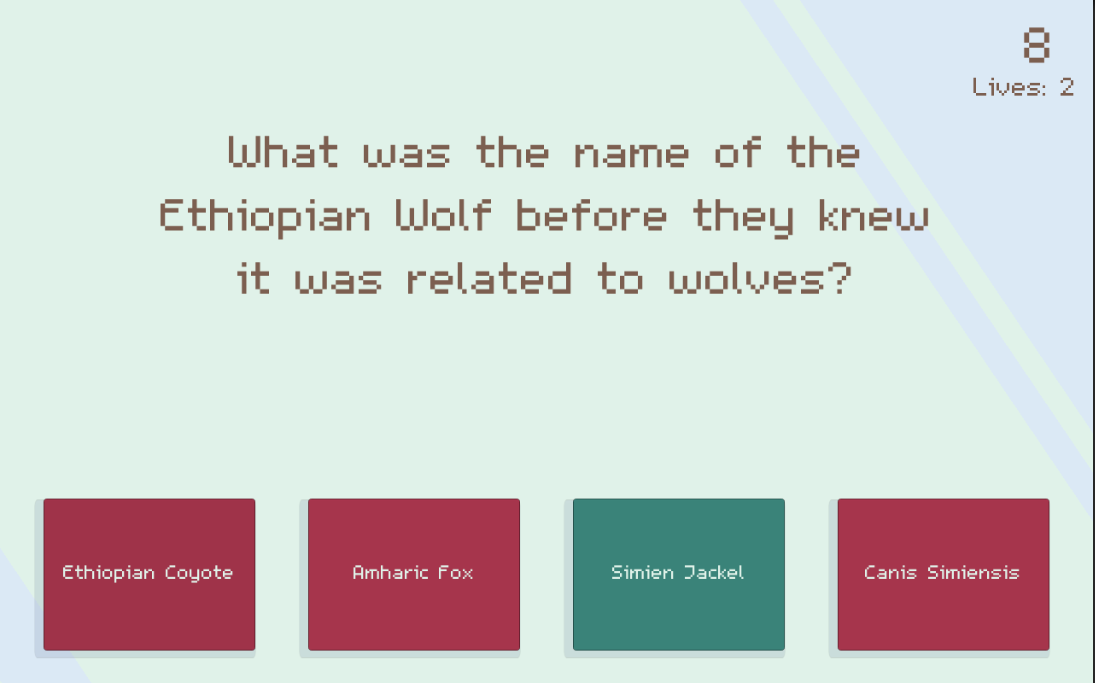 8
Lives: 2
What was the name of the
Ethiopian Wolf before they knew
it was related to wolves?
Ethiopian Coyote
Amharic Fox
Simien Jackel
Canis Simiensis